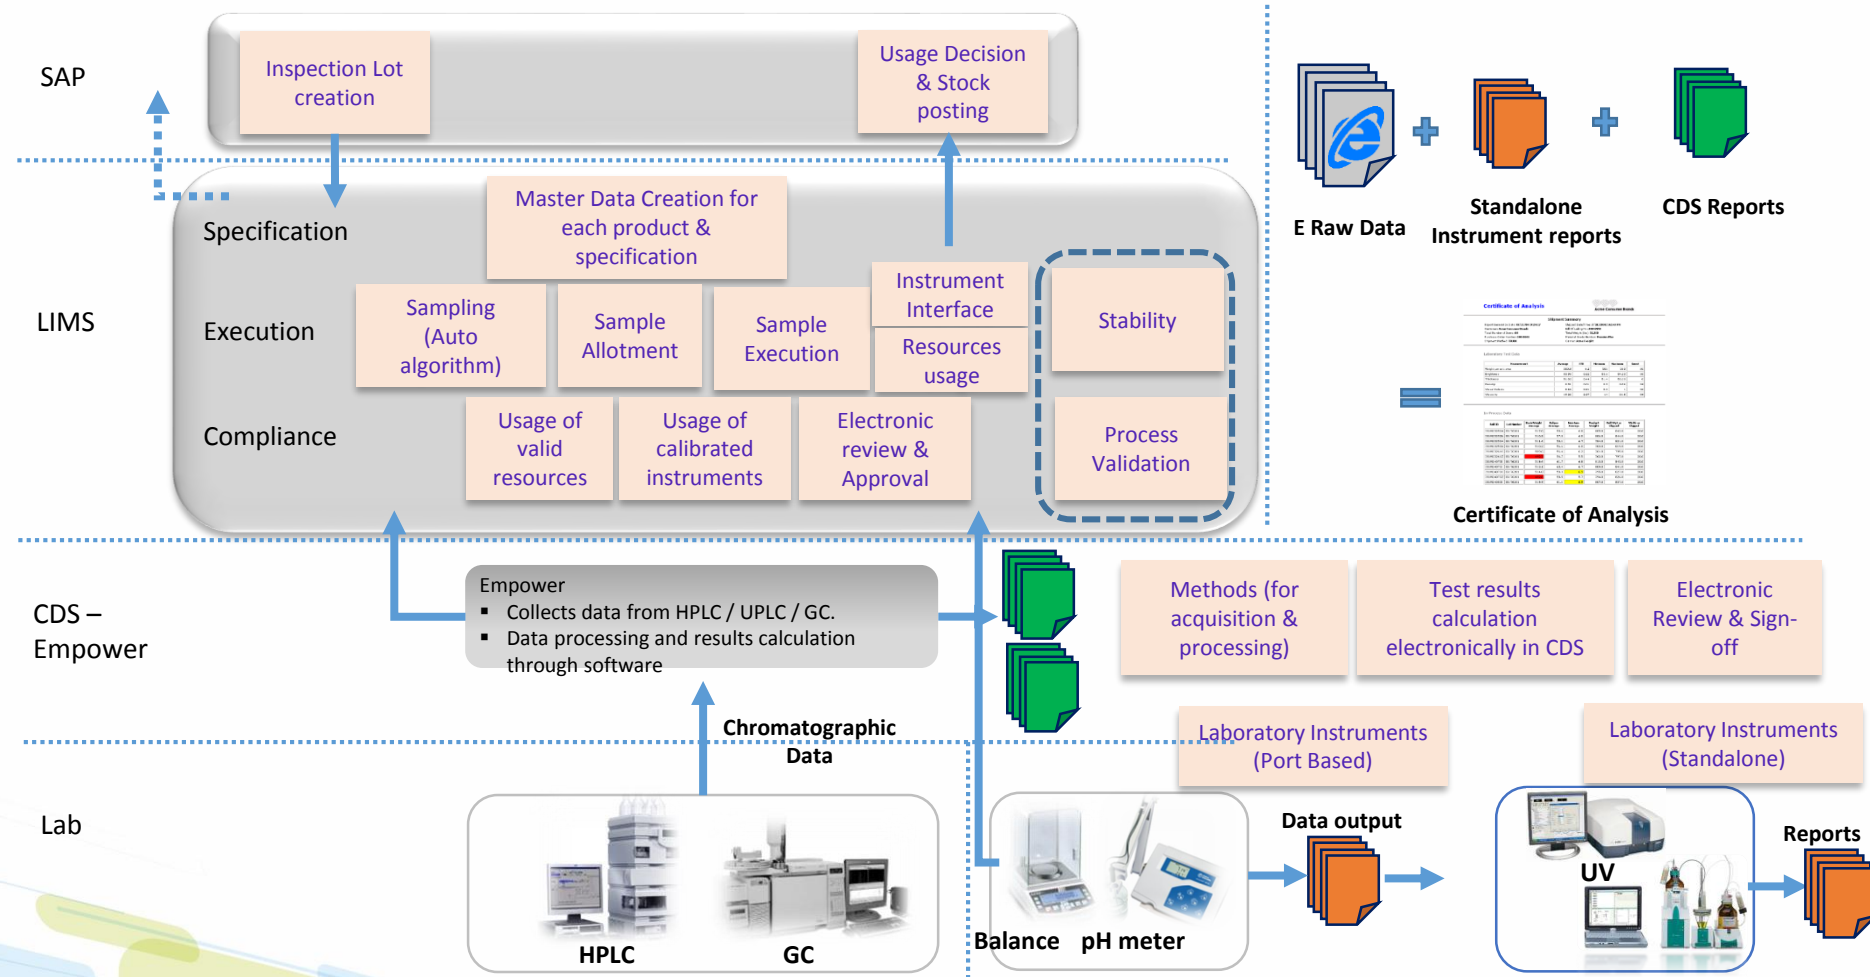 SAP
Inspection Lot
creation
Usage Decision
& Stock
posting
E Raw Data
Standalone
Instrument reports
CDS Reports
LIMS
Specification
Master Data Creation for
each product &
specification
Execution
Sampling
(Auto
algorithm)
Sample
Allotment
Sample
Execution
Instrument
Interface
Resources
usage
Stability
Compliance
Usage of
valid
resources
Usage of
calibrated
instruments
Electronic
review &
Approval
Process
Validation
Certificate of Analysis
Certificate of Analysis
CDS –
Empower
Empower
▪ Collects data from HPLC / UPLC / GC.
▪ Data processing and results calculation
through software
Methods (for
acquisition &
processing)
Test results
calculation
electronically in CDS
Electronic
Review & Sign-
off
Chromatographic
Data
Laboratory Instruments
(Port Based)
Laboratory Instruments
(Standalone)
Lab
HPLC
GC
Balance
pH meter
Data output
UV
Reports